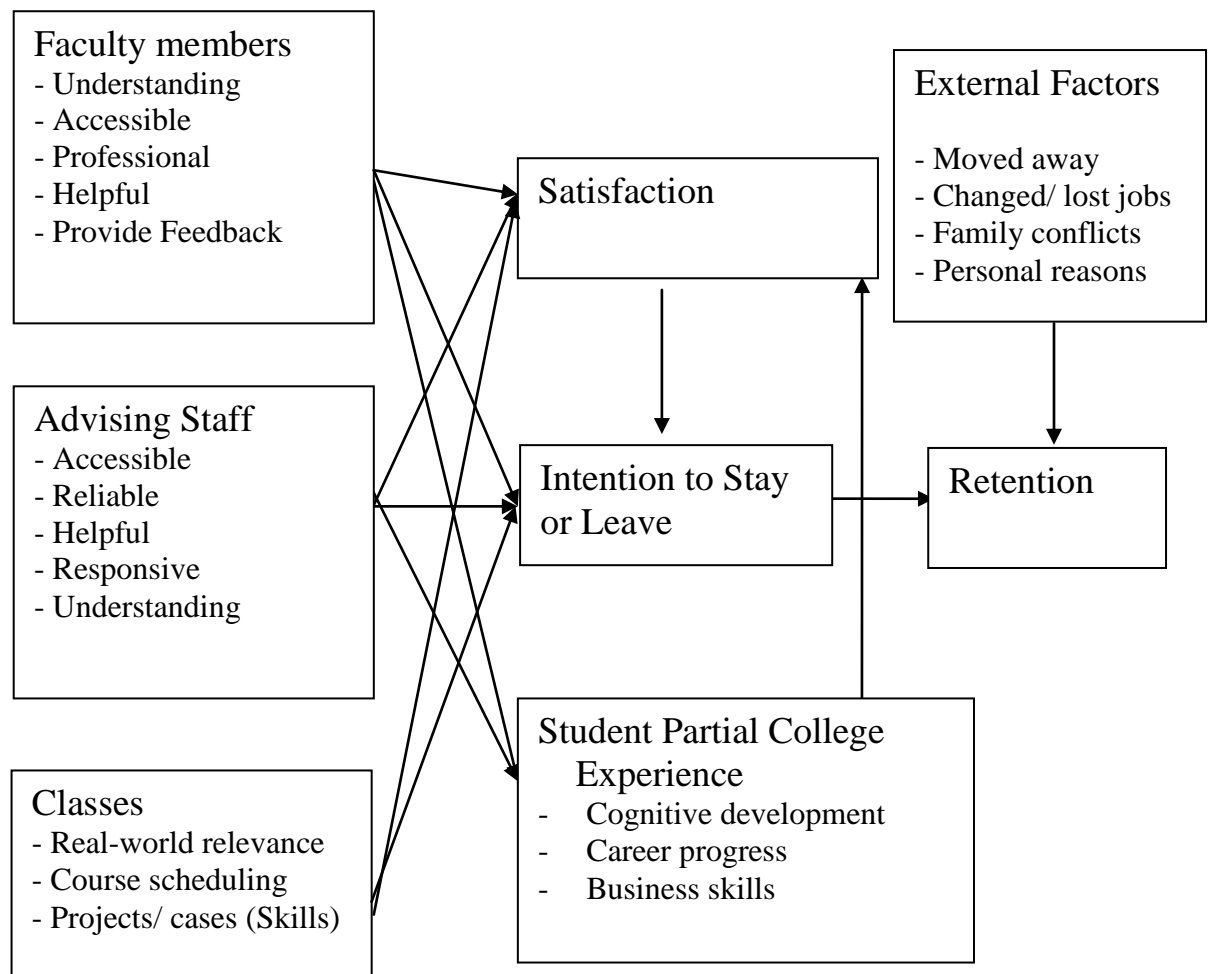 Faculty members
- Understanding
- Accessible
- Professional
- Helpful
- Provide Feedback
External Factors
- Moved away
- Changed/ lost jobs
- Family conflicts
- Personal reasons
Satisfaction
Advising Staff
- Accessible
- Reliable
- Helpful
- Responsive
- Understanding
Intention to Stay
or Leave
Retention
Classes
- Real-world relevance
- Course scheduling
- Projects/ cases (Skills)
Student Partial College
Experience
- Cognitive development
- Career progress
- Business skills